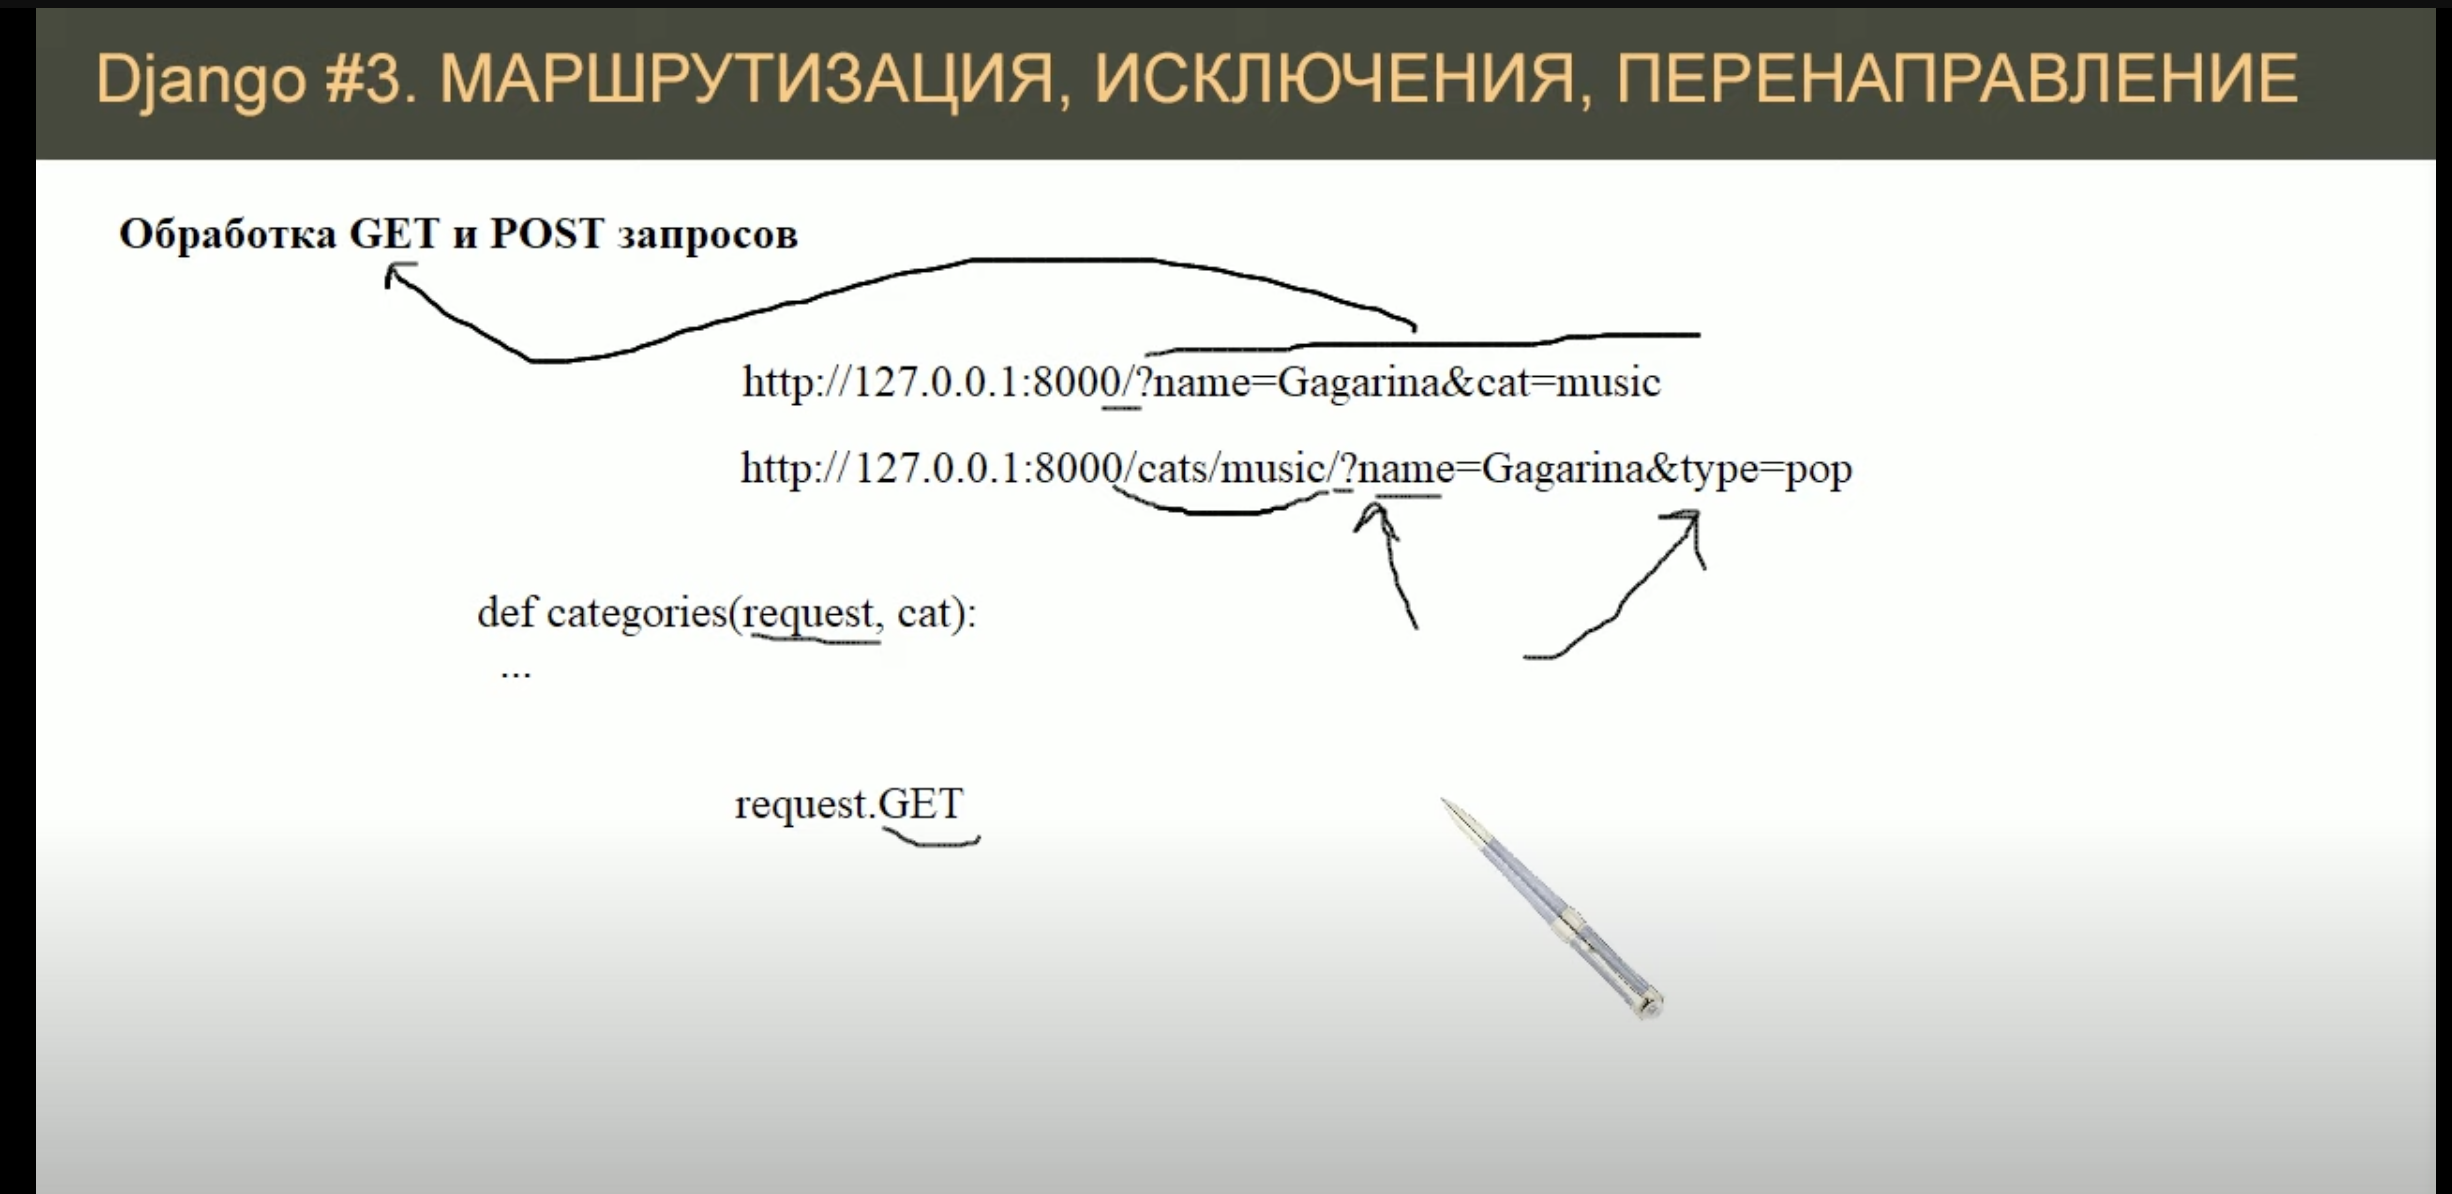 Django #3. МАРШРУТИЗАЦИЯ, ИСКЛЮЧЕНИЯ, ПЕРЕНАПРАВЛЕНИЕ
Обработка GET и POST запросов
http://127.0.0.1:8000/?name=Gagarina&cat=music
http://127.0.0.1:8000/cats/music/?name=Gagarina&type=pop
def categories(request, cat):
...
request.GET